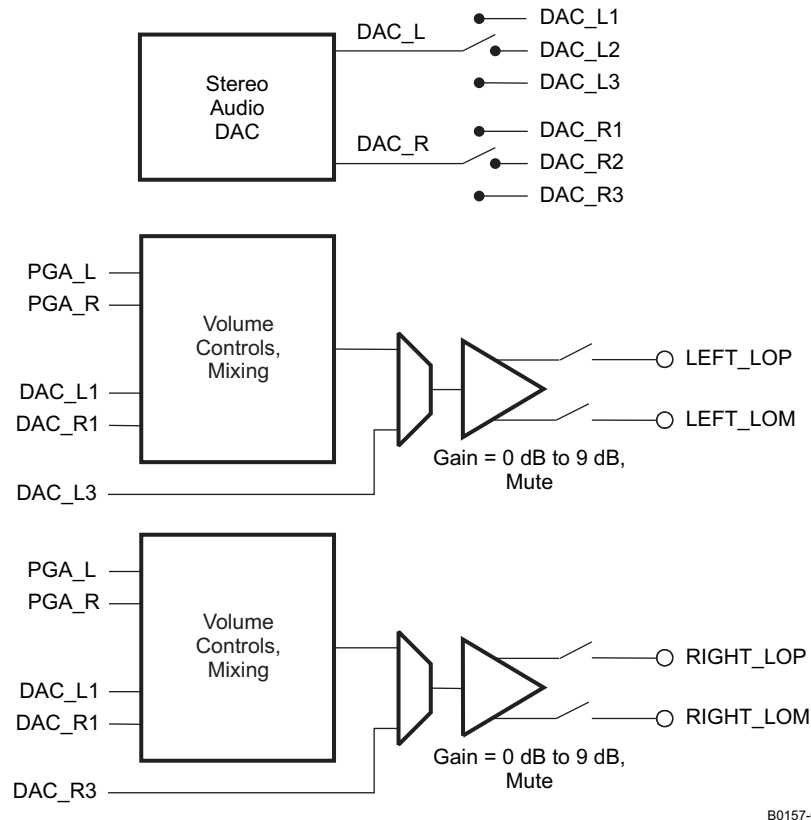 DAC_L1
DAC_L
DAC_L2
Stereo
Audio
DAC
DAC_L3
DAC_R1
DAC_R
DAC_R2
DAC_R3
PGA_L
PGA_R
Volume
Controls,
Mixing
DAC_L1
DAC_R1
DAC_L3
LEFT_LOP
LEFT_LOM
Gain = 0 dB to 9 dB,
Mute
PGA_L
PGA_R
Volume
Controls,
Mixing
DAC_L1
DAC_R1
DAC_R3
RIGHT_LOP
RIGHT_LOM
Gain = 0 dB to 9 dB,
Mute